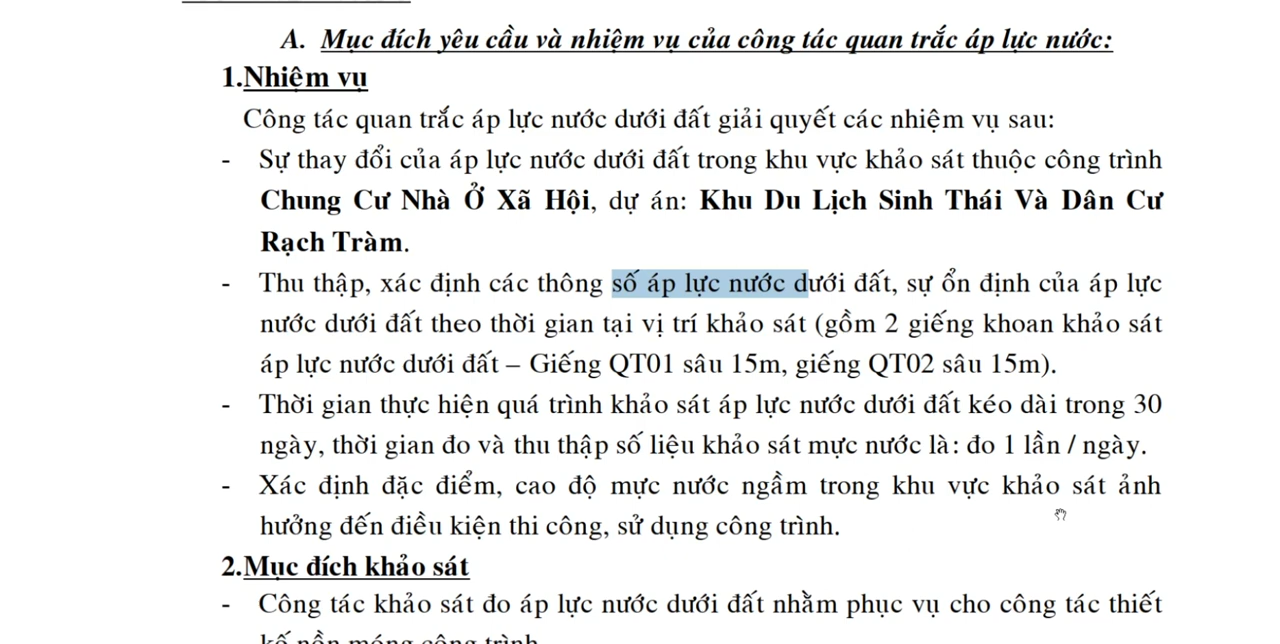 A. Mục đích yêu cầu và nhiệm vụ của công tác quan trắc áp lực nước:
1.Nhiệm vụ
Công tác quan trắc áp lực nước dưới đất giải quyết các nhiệm vụ sau:
- Sự thay đổi của áp lực nước dưới đất trong khu vực khảo sát thuộc công trình
Chung Cư Nhà Ở Xã Hội, dự án: Khu Du Lịch Sinh Thái Và Dân Cư
Rạch Tràm.
- Thu thập, xác định các thông số áp lực nước dưới đất, sự ổn định của áp lực
nước dưới đất theo thời gian tại vị trí khảo sát (gồm 2 giếng khoan khảo sát
áp lực nước dưới đất – Giếng QT01 sâu 15m, giếng QT02 sâu 15m).
- Thời gian thực hiện quá trình khảo sát áp lực nước dưới đất kéo dài trong 30
ngày, thời gian đo và thu thập số liệu khảo sát mực nước là: đo 1 lần / ngày.
- Xác định đặc điểm, cao độ mực nước ngầm trong khu vực khảo sát ảnh
hưởng đến điều kiện thi công, sử dụng công trình.
2.Mục đích khảo sát
- Công tác khảo sát đo áp lực nước dưới đất nhằm phục vụ cho công tác thiết
kế nền móng công trình